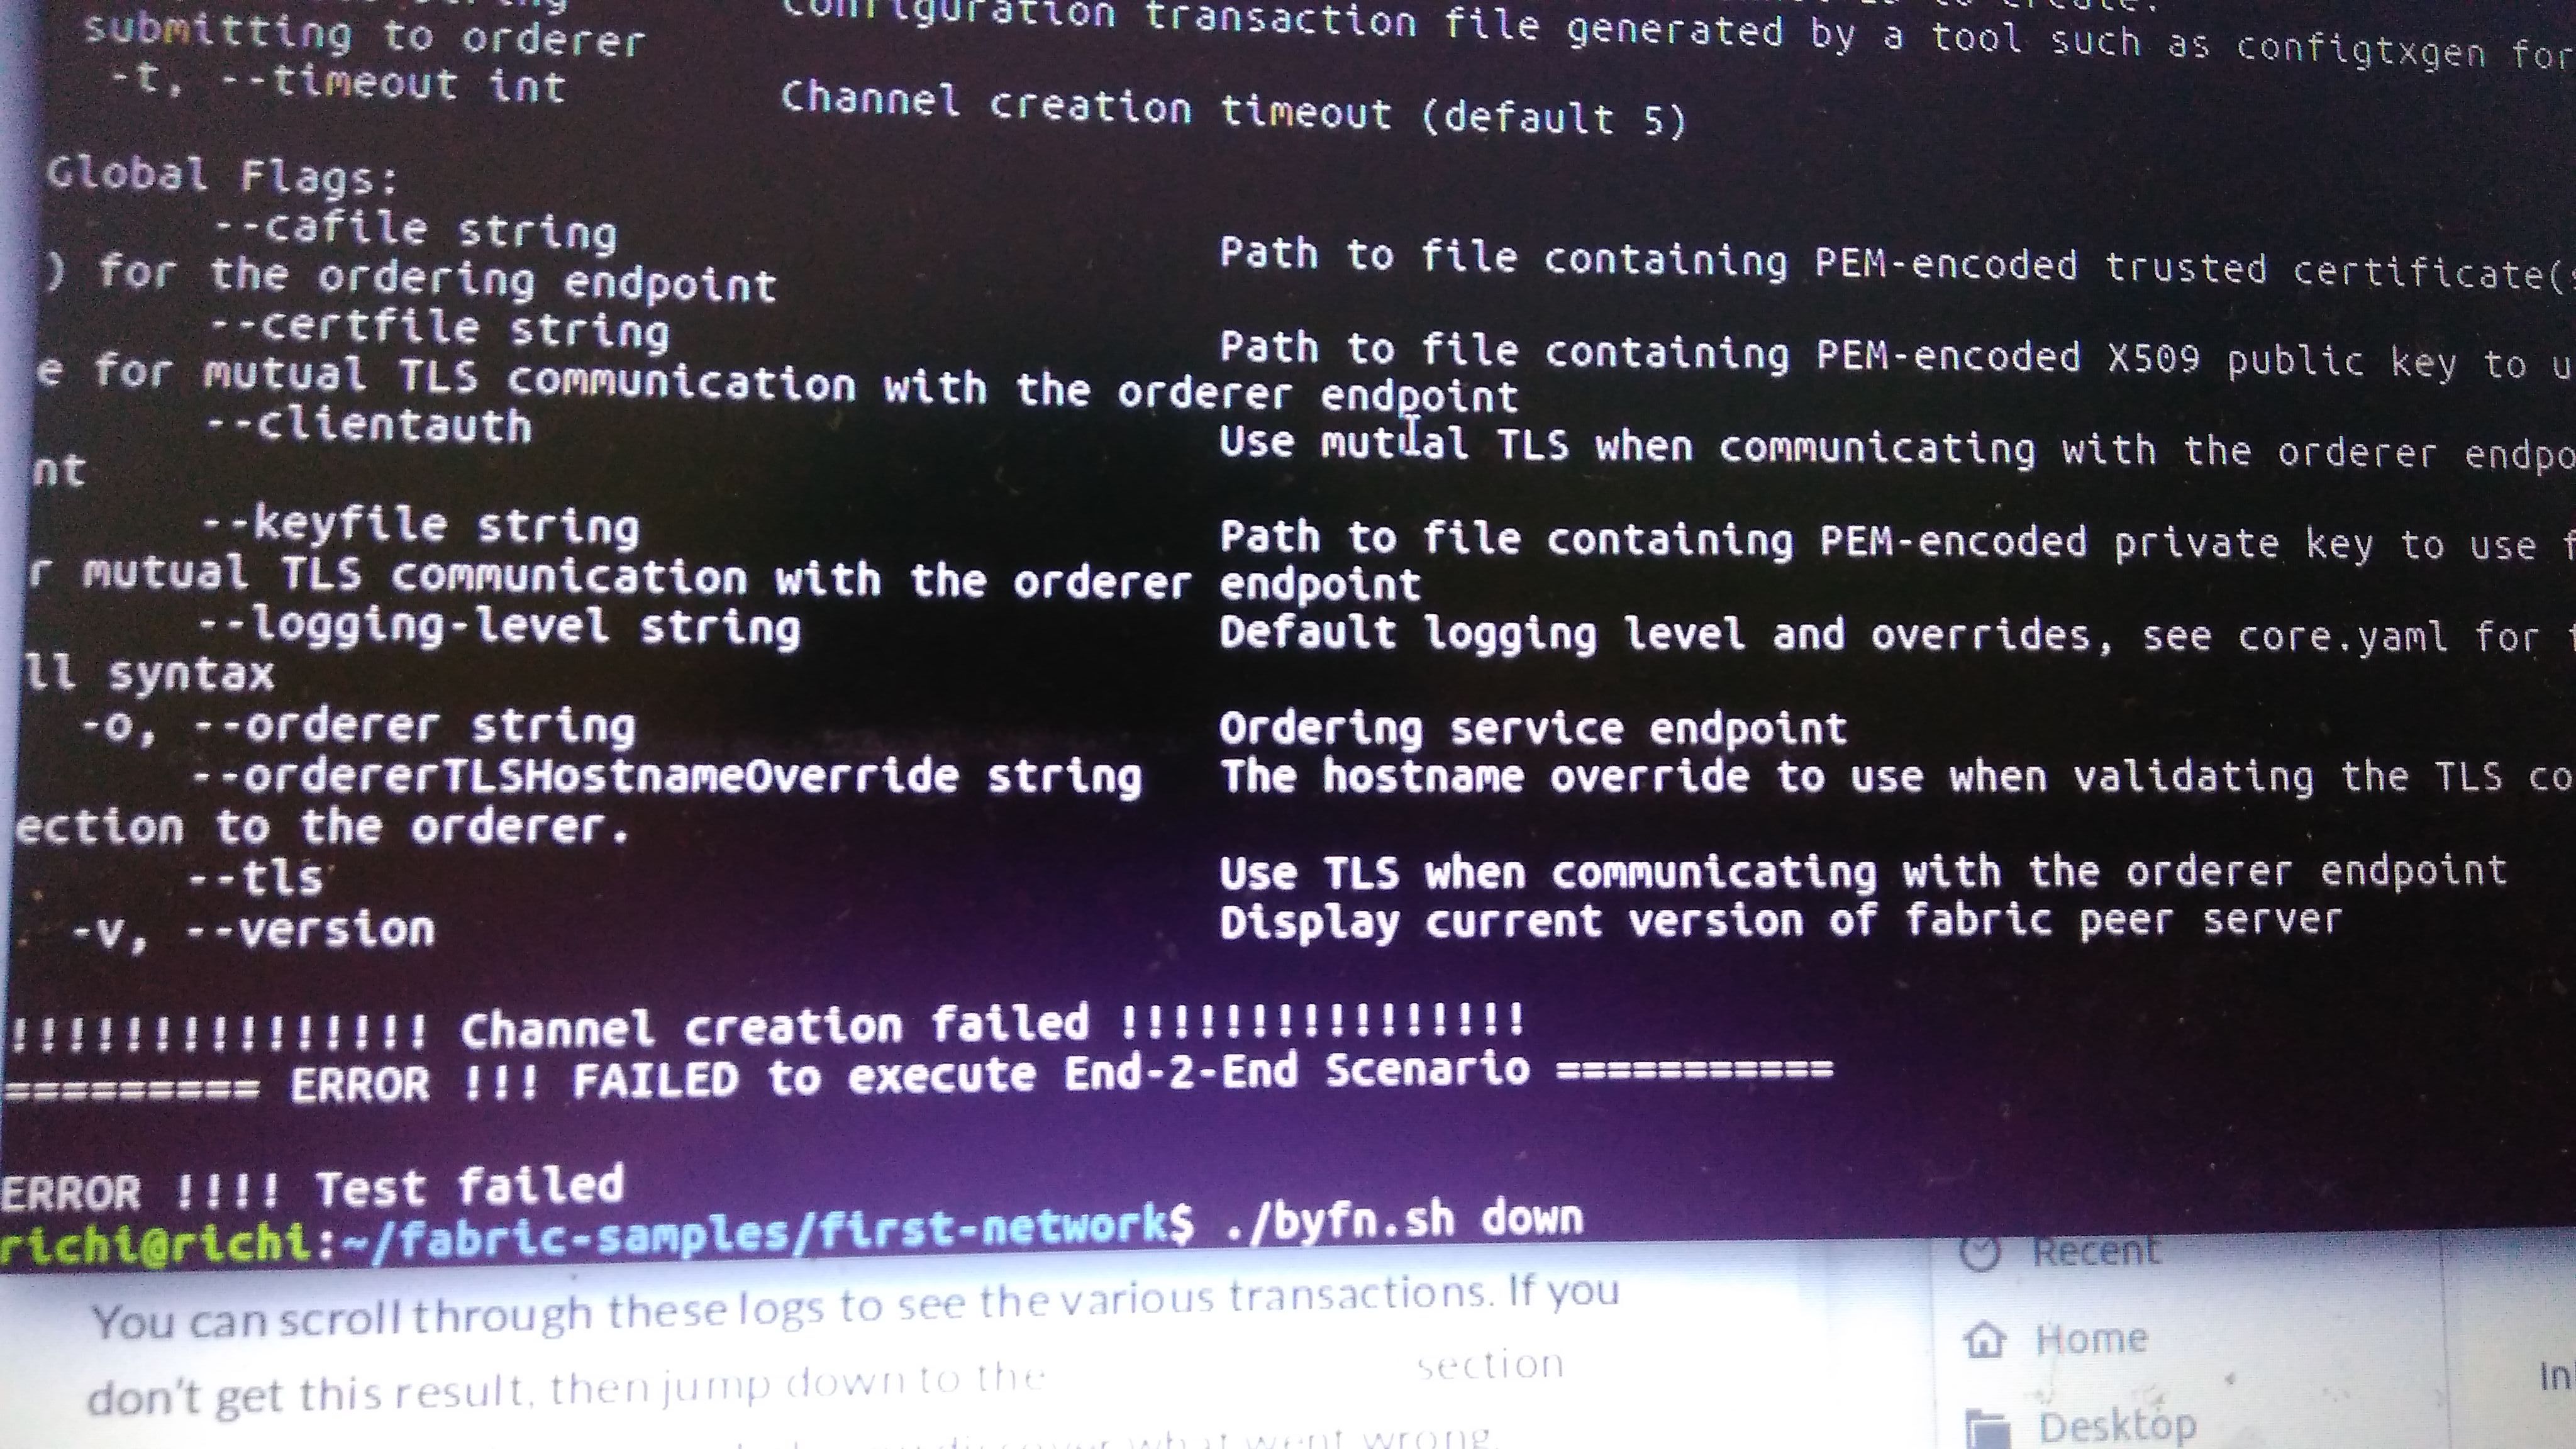 submitting to orderer
configuration transaction file generated by a tool such as configtxgen for
-t, --timeout int Channel creation timeout (default 5)
Global Flags:
--cafile string Path to file containing PEM-encoded trusted certificate(
) for the ordering endpoint
--certfile string Path to file containing PEM-encoded X509 public key to u
e for mutual TLS communication with the orderer endpoint
--clientauth Use mutual TLS when communicating with the orderer endpo
nt
--keyfile string Path to file containing PEM-encoded private key to use f
r mutual TLS communication with the orderer endpoint
--logging-level string Default logging level and overrides, see core.yaml for f
ll syntax
-o, --orderer string Ordering service endpoint
--ordererTLSHostnameOverride string The hostname override to use when validating the TLS co
ection to the orderer.
--tls Use TLS when communicating with the orderer endpoint
-v, --version Display current version of fabric peer server
!!!!!!!!!!!!!!! Channel creation failed !!!!!!!!!!!!!!!!
========= ERROR !!! FAILED to execute End-2-End Scenario ===========
ERROR !!!! Test failed
richi@richi:~/fabric-samples/first-network$ ./byfn.sh down
You can scroll through these logs to see the various transactions. If you
don't get this result, then jump down to the section
what went wrong.
Recent
Home
Desktop
In